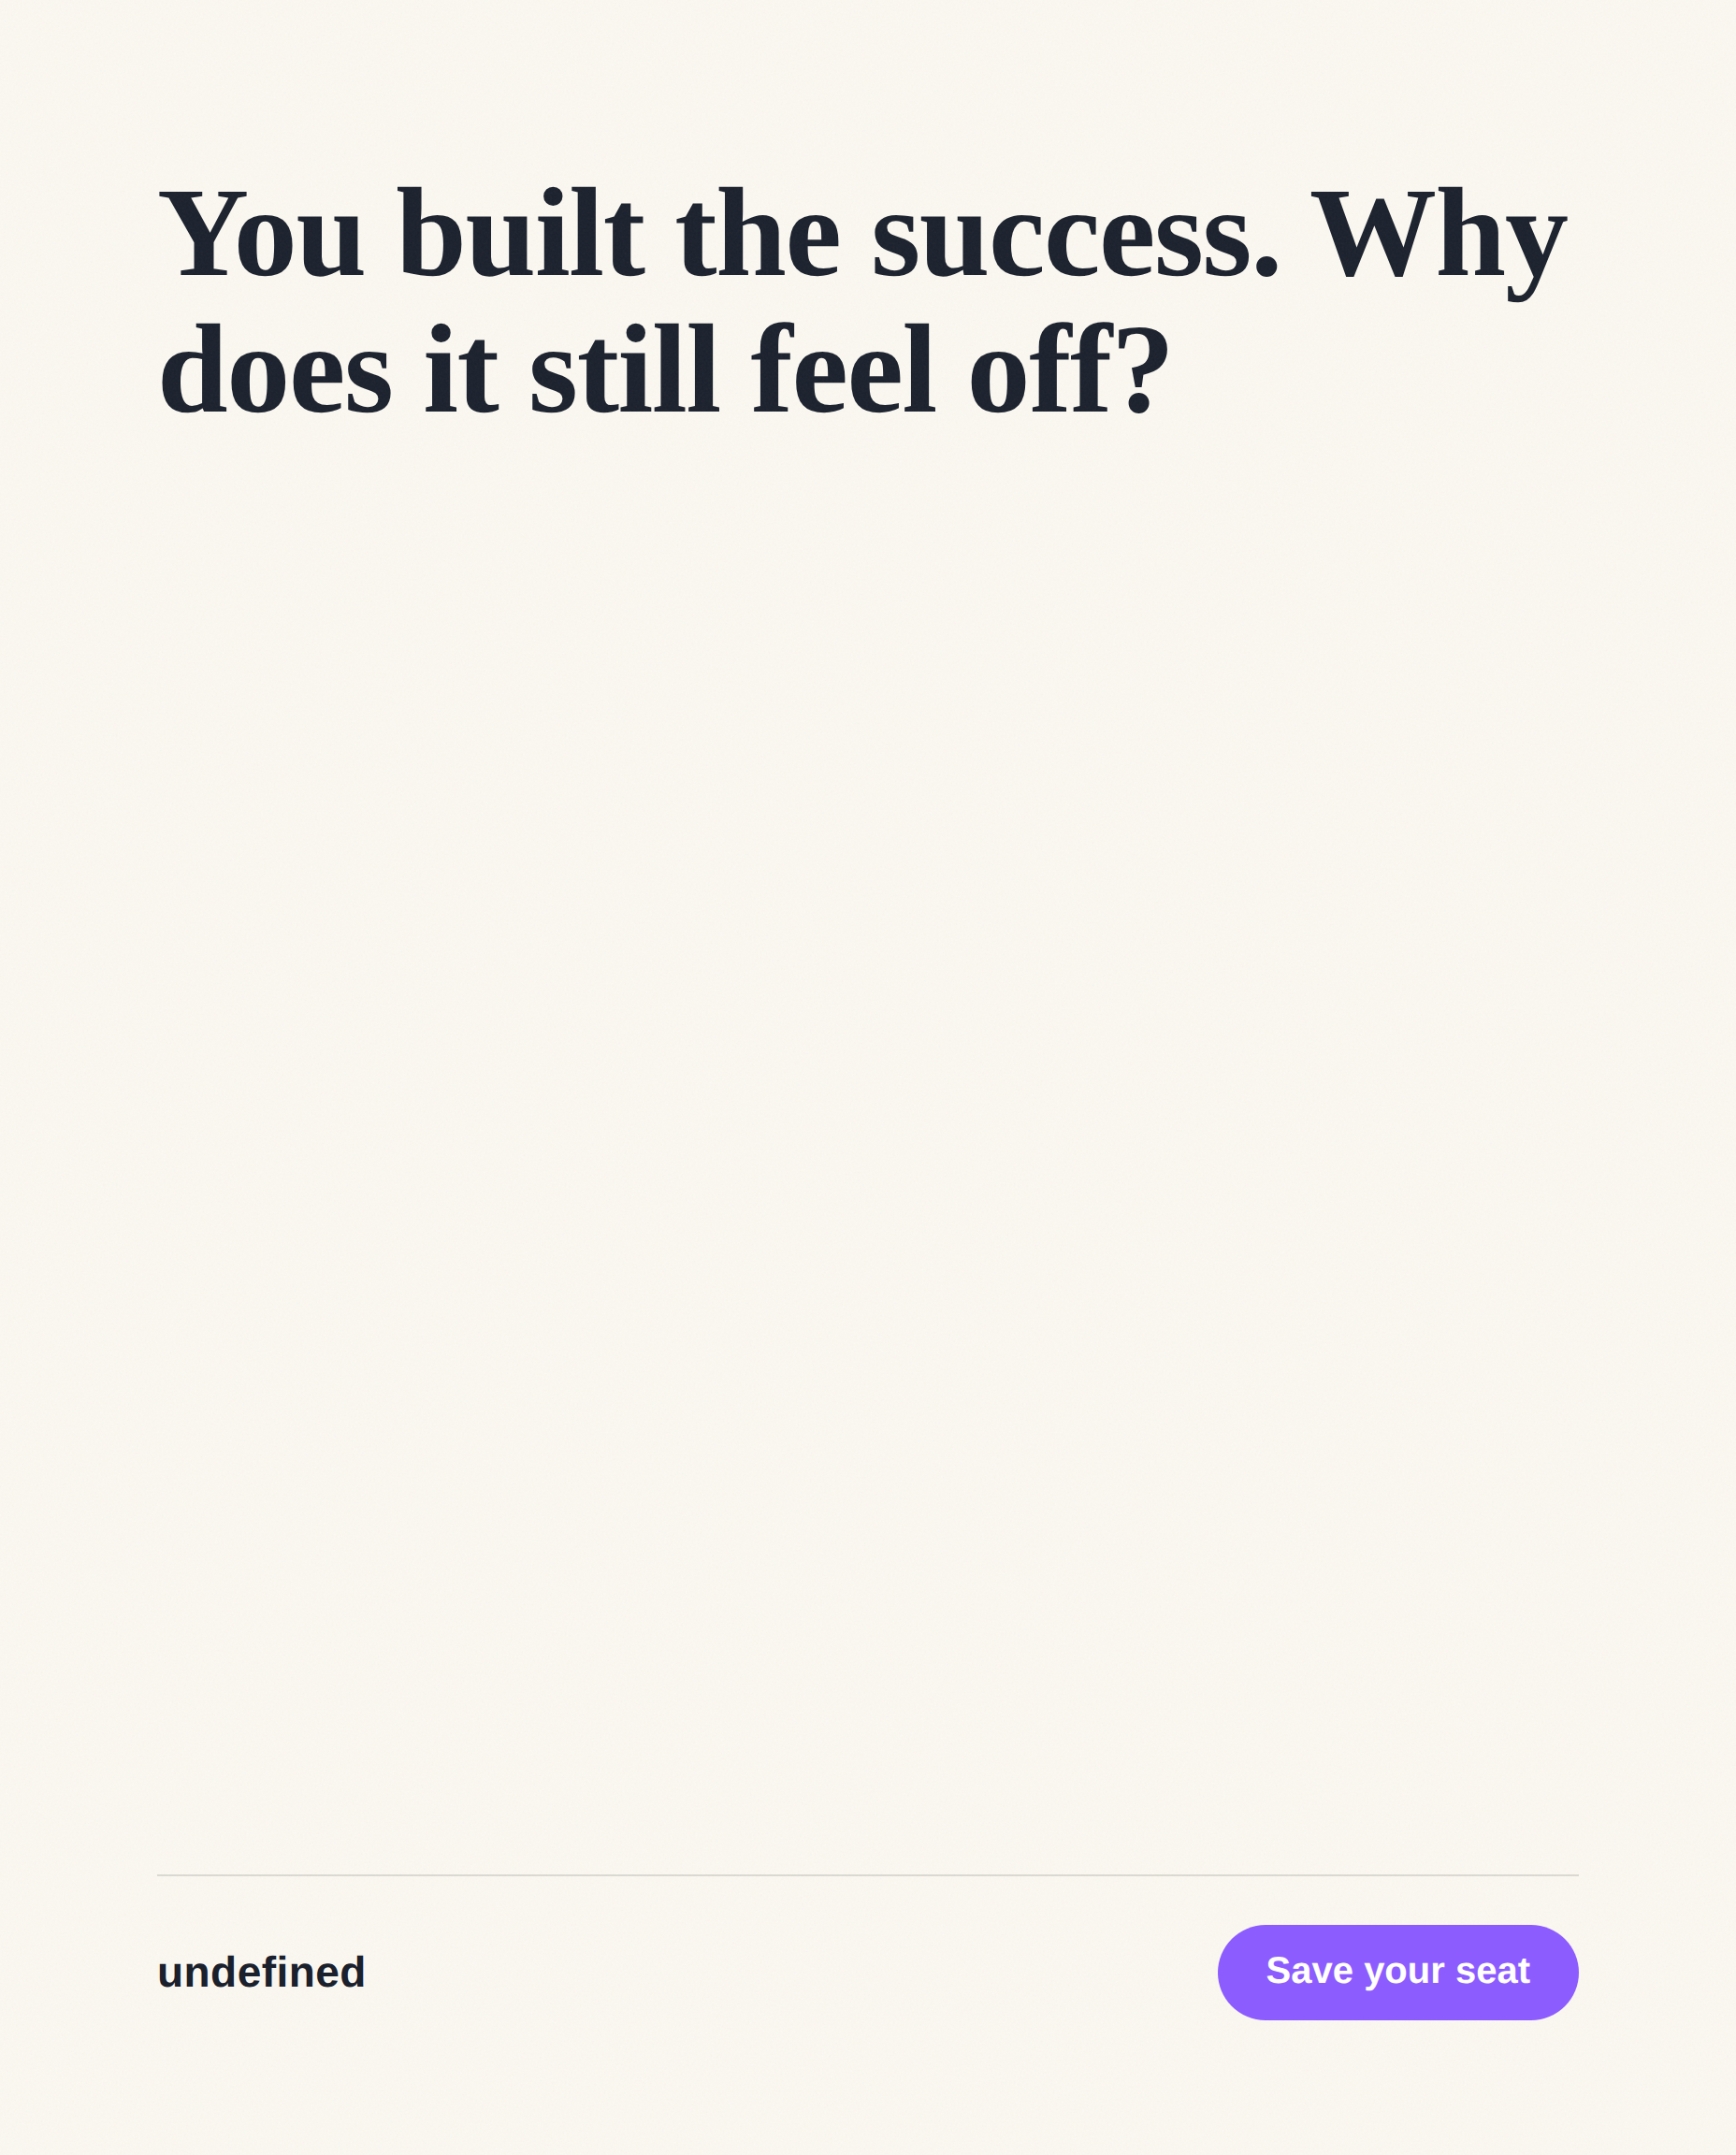 You built the success. Why
does it still feel off?
undefined
Save your seat